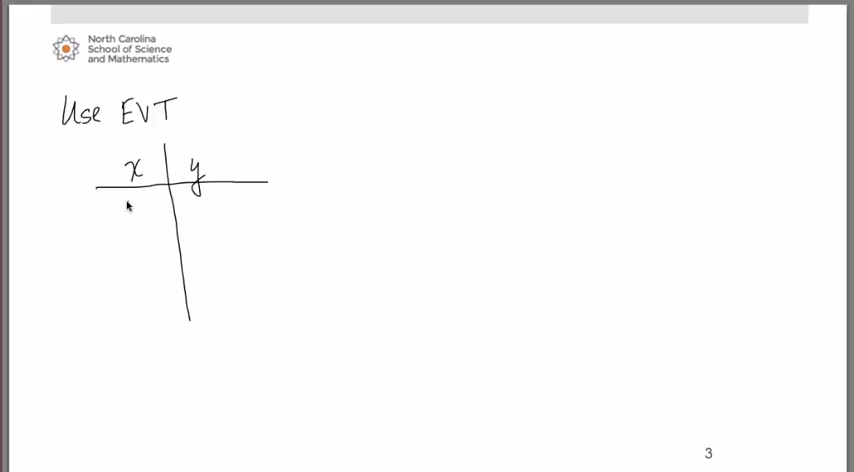 North Carolina
School of Science
and Mathematics
Use EVT
x y
3